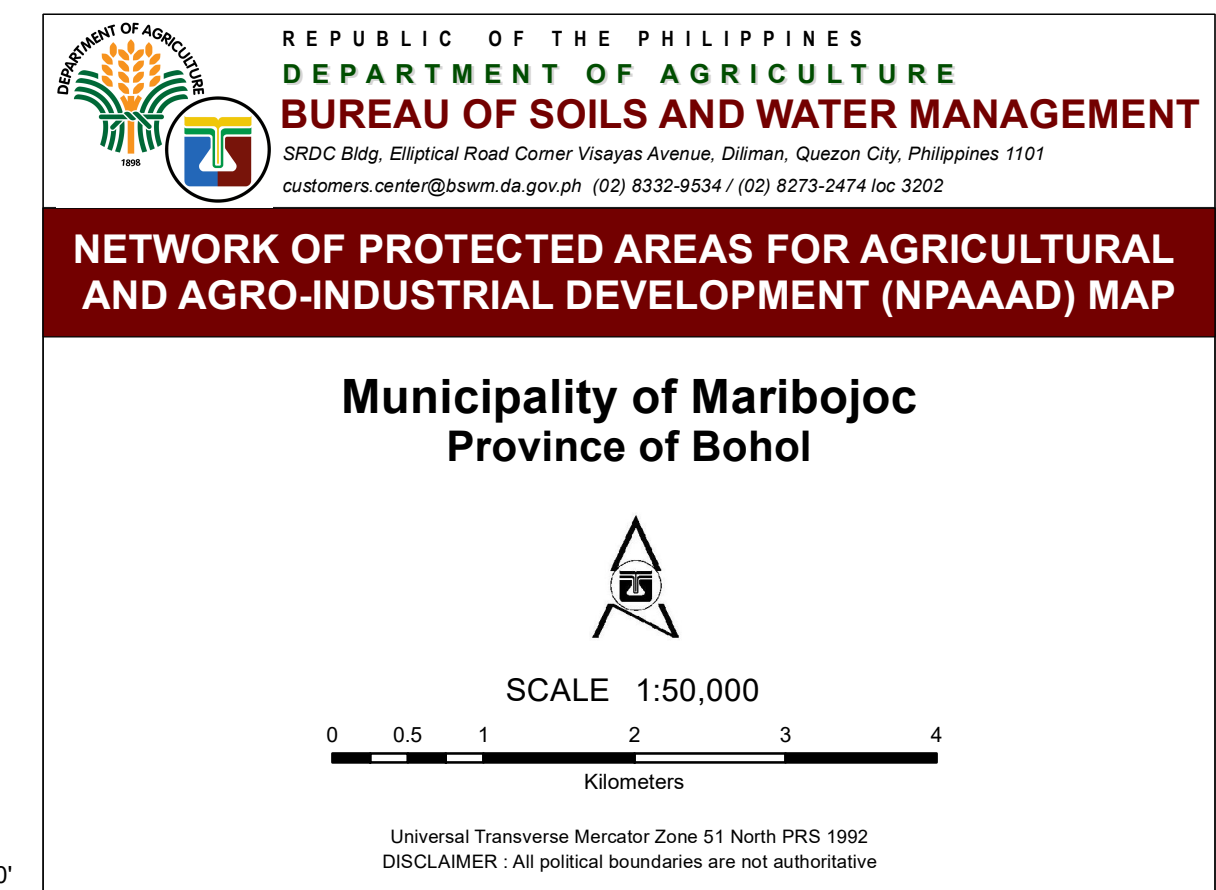 DEPARTMENT OF AGRICULTURE
1898
REPUBLIC OF THE PHILIPPINES
DEPARTMENT OF AGRICULTURE
BUREAU OF SOILS AND WATER MANAGEMENT
SRDC Bldg, Elliptical Road Corner Visayas Avenue, Diliman, Quezon City, Philippines 1101
customers.center@bswm.da.gov.ph (02) 8332-9534 / (02) 8273-2474 loc 3202
NETWORK OF PROTECTED AREAS FOR AGRICULTURAL
AND AGRO-INDUSTRIAL DEVELOPMENT (NPAAAD) MAP
Municipality of Maribojoc
Province of Bohol
SCALE 1:50,000
0 0.5 1 2 3 4
Kilometers
Universal Transverse Mercator Zone 51 North PRS 1992
DISCLAIMER : All political boundaries are not authoritative
0'